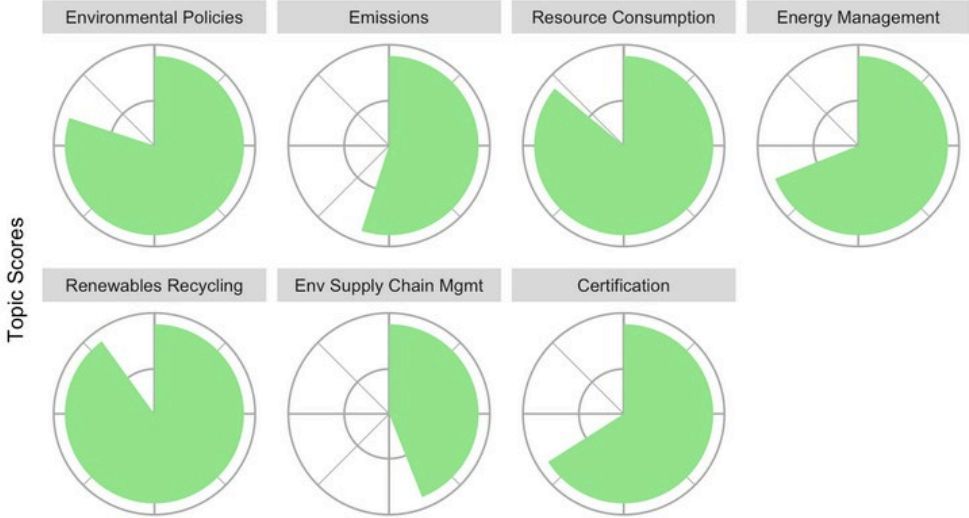 Environmental Policies
Emissions
Resource Consumption
Energy Management
Topic Scores
Renewables Recycling
Env Supply Chain Mgmt
Certification